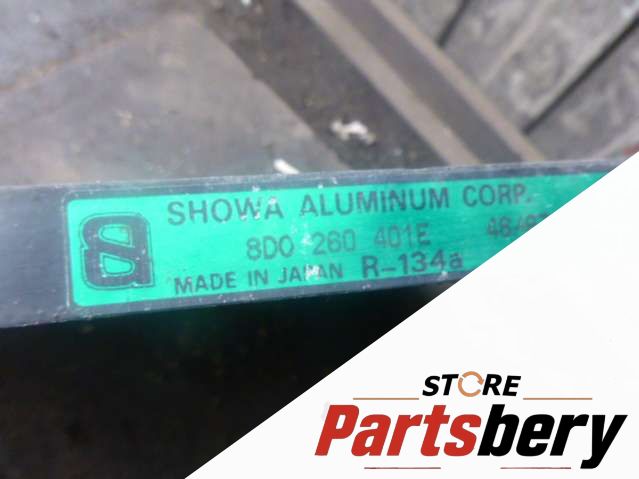 SHOWA ALUMINUM CORP.
8D0 260 401E
MADE IN JAPAN R-134a
STORE
Partsbery